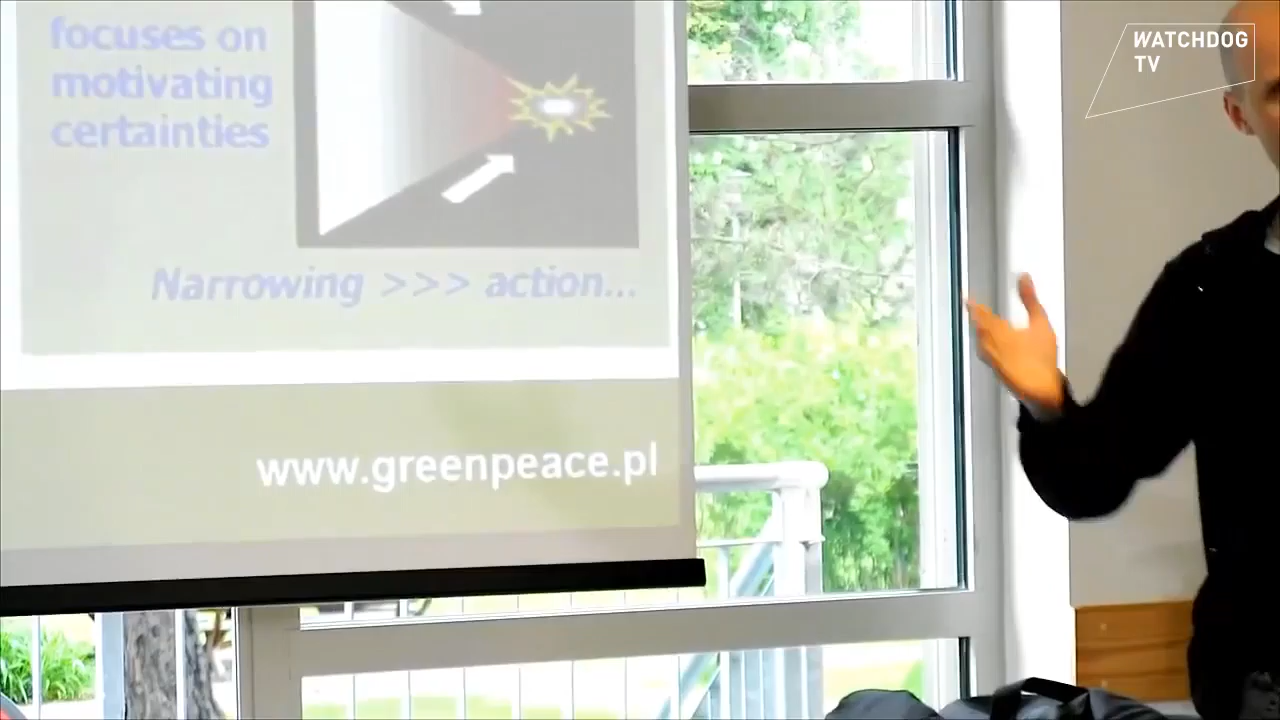 focuses on
motivating
certainties
Narrowing >>> action...
www.greenpeace.pl
WATCHDOG
TV